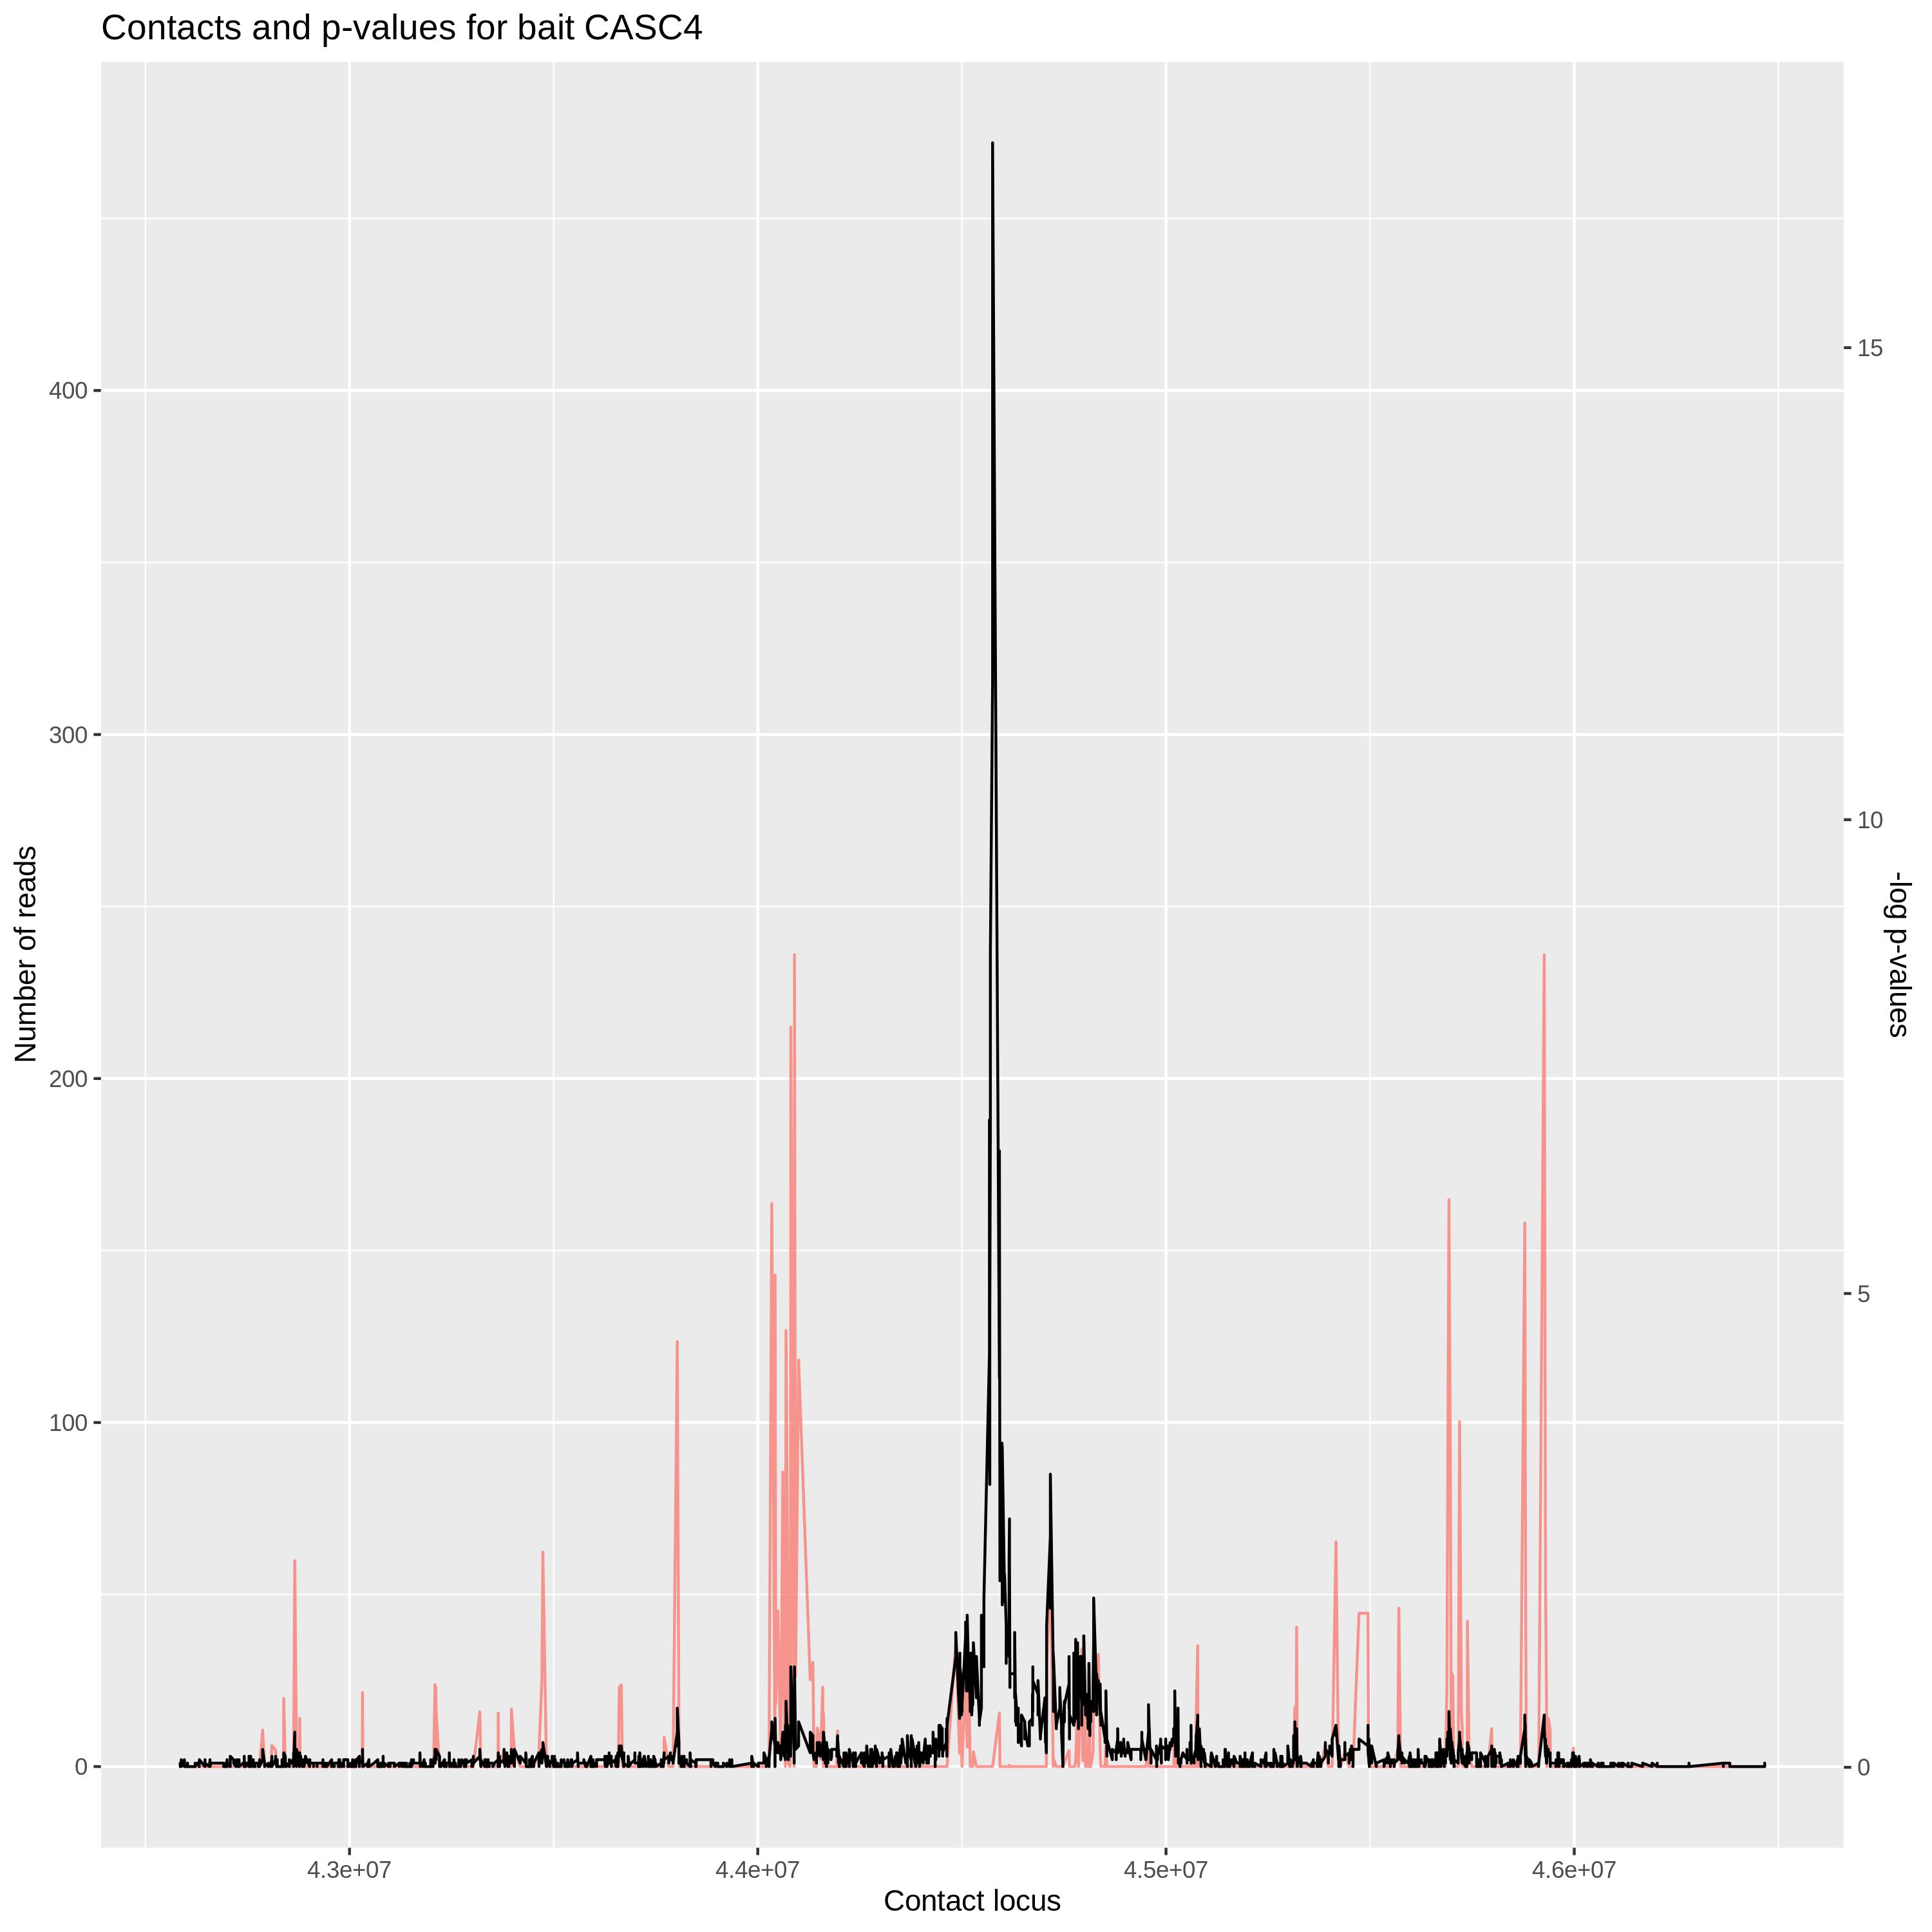 Contacts and p-values for bait CASC4
Number of reads
400
300
200
100
0
15
10
5
0
-log p-values
4.3e+07
4.4e+07
4.5e+07
4.6e+07
Contact locus